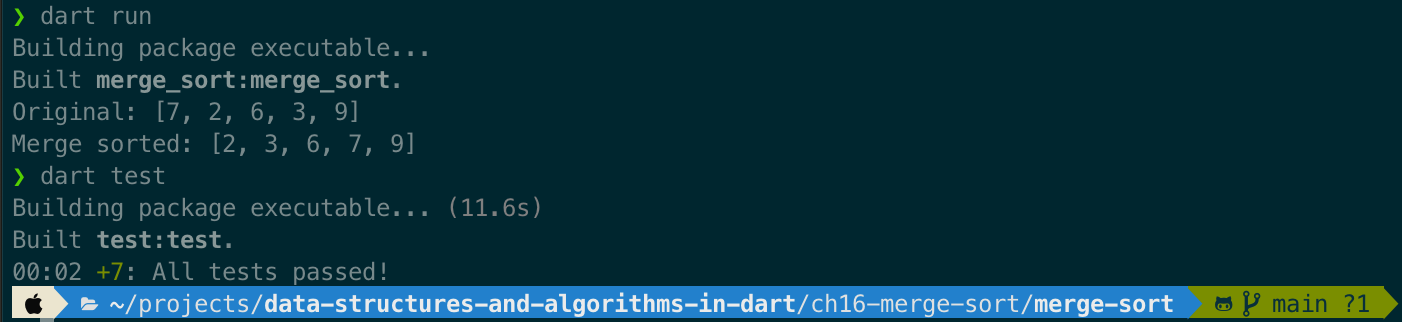 ❯ dart run
Building package executable...
Built merge_sort:merge_sort.
Original: [7, 2, 6, 3, 9]
Merge sorted: [2, 3, 6, 7, 9]
❯ dart test
Building package executable... (11.6s)
Built test:test.
00:02 +7: All tests passed!
~/projects/data-structures-and-algorithms-in-dart/ch16-merge-sort/merge-sort main ?1